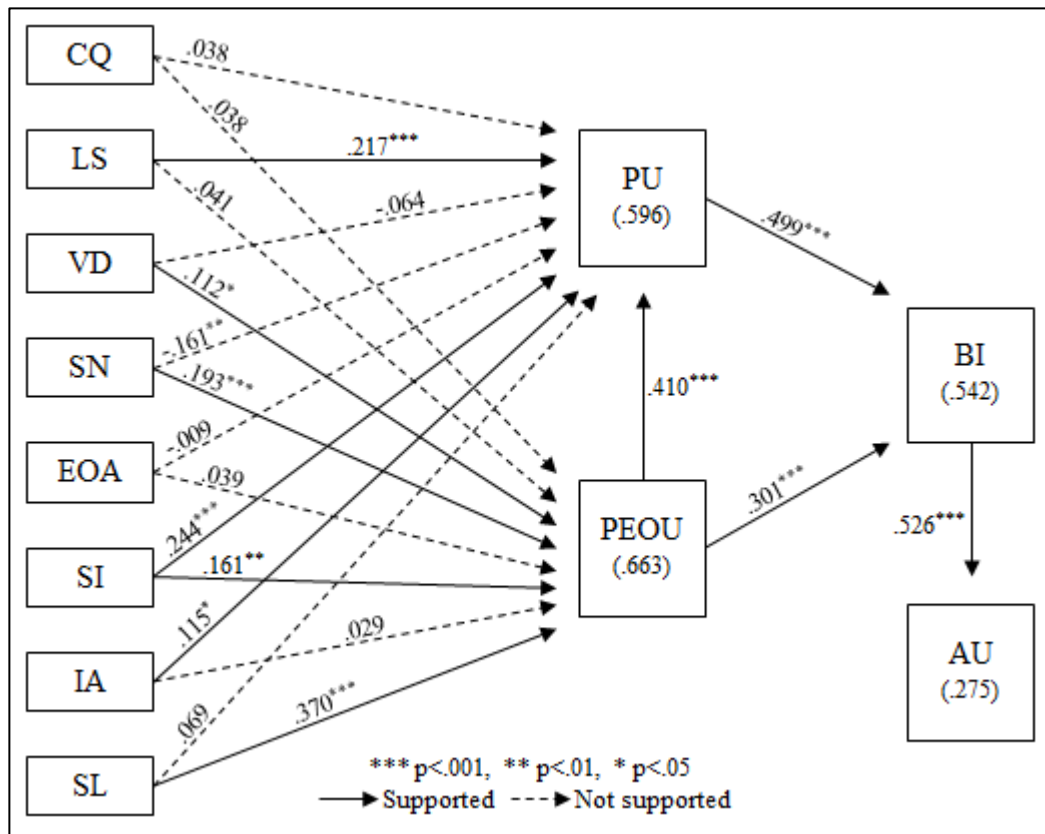 CQ
.038
.038
LS
.217***
.041
PU
(.596)
VD
-.064
.112*
.499***
SN
-.161**
.193***
BI
(.542)
.410***
EOA
-.009
.039
.244***
PEOU
(.663)
.301***
.526***
SI
.161**
.115*
IA
.029
AU
(.275)
.069
.370***
SL
*** p<.001, ** p<.01, * p<.05
Supported Not supported